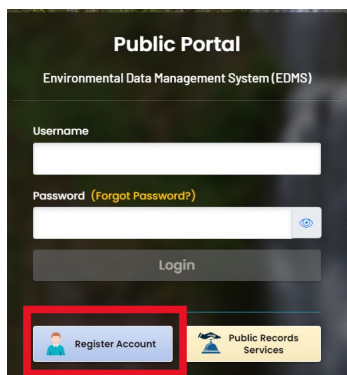 Public Portal
Environmental Data Management System (EDMS)
Username
Password (Forgot Password?)
Login
Register Account
Public Records
Services